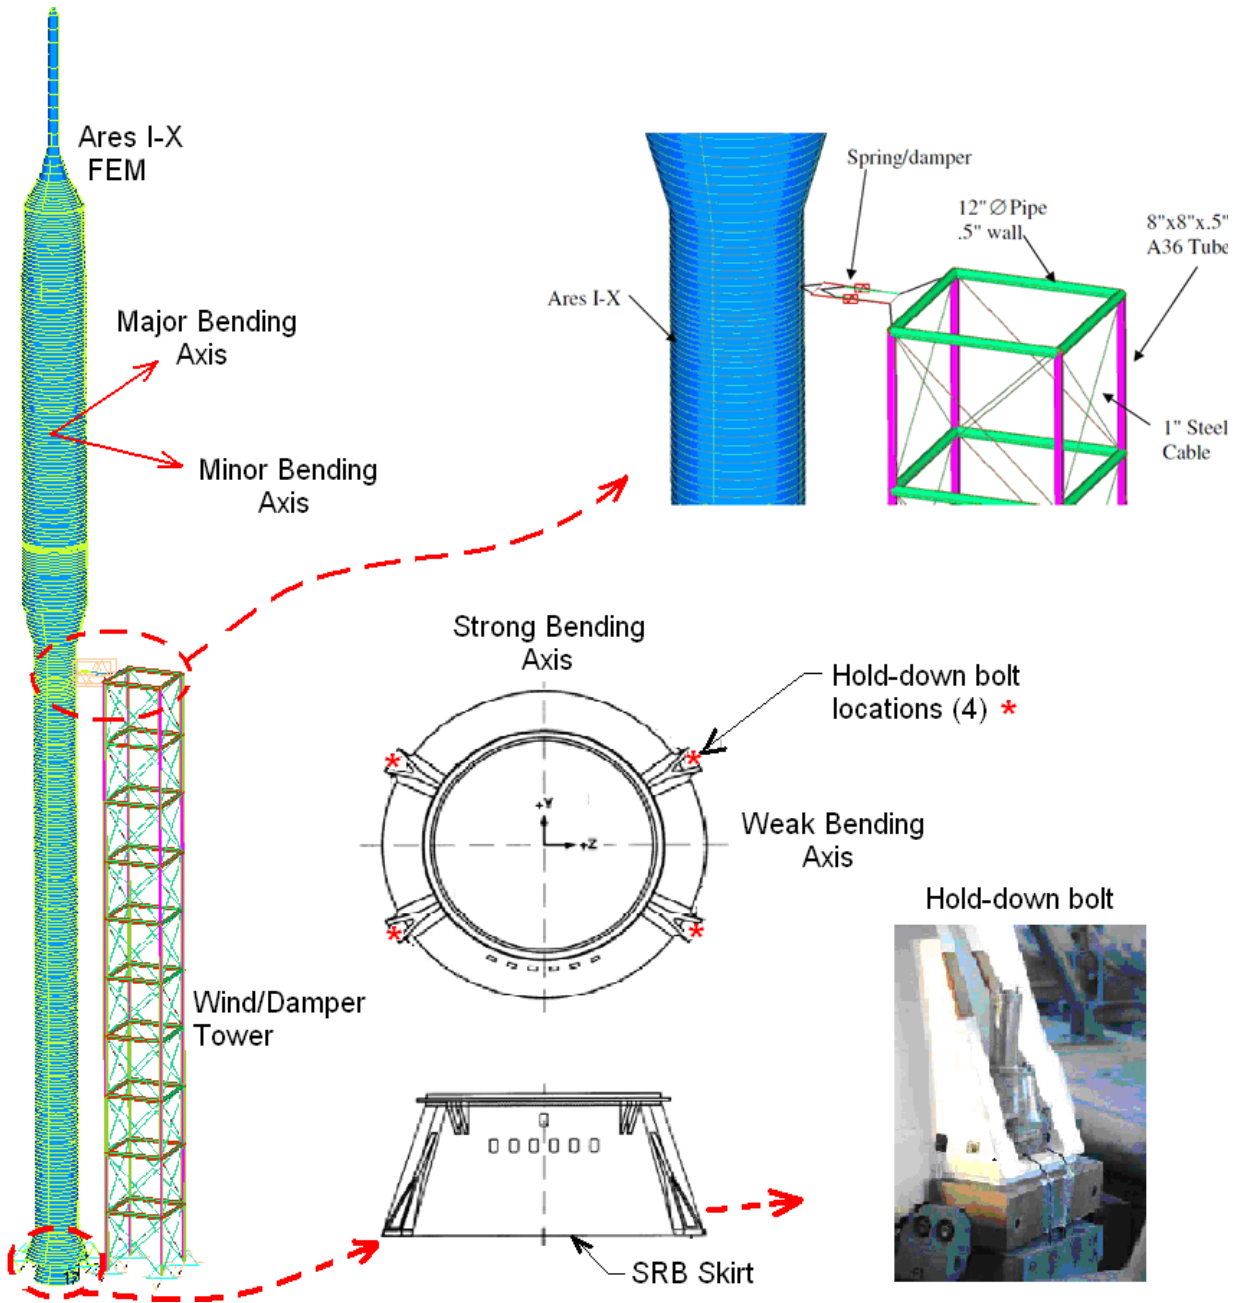 Ares I-X
FEM
Major Bending
Axis
Minor Bending
Axis
Spring/damper
12" Ø Pipe
.5" wall
8"x8"x.5"
A36 Tube
Ares I-X
1" Steel
Cable
Strong Bending
Axis
Hold-down bolt
locations (4) *
+Y
+Z
Weak Bending
Axis
Hold-down bolt
Wind/Damper
Tower
SRB Skirt